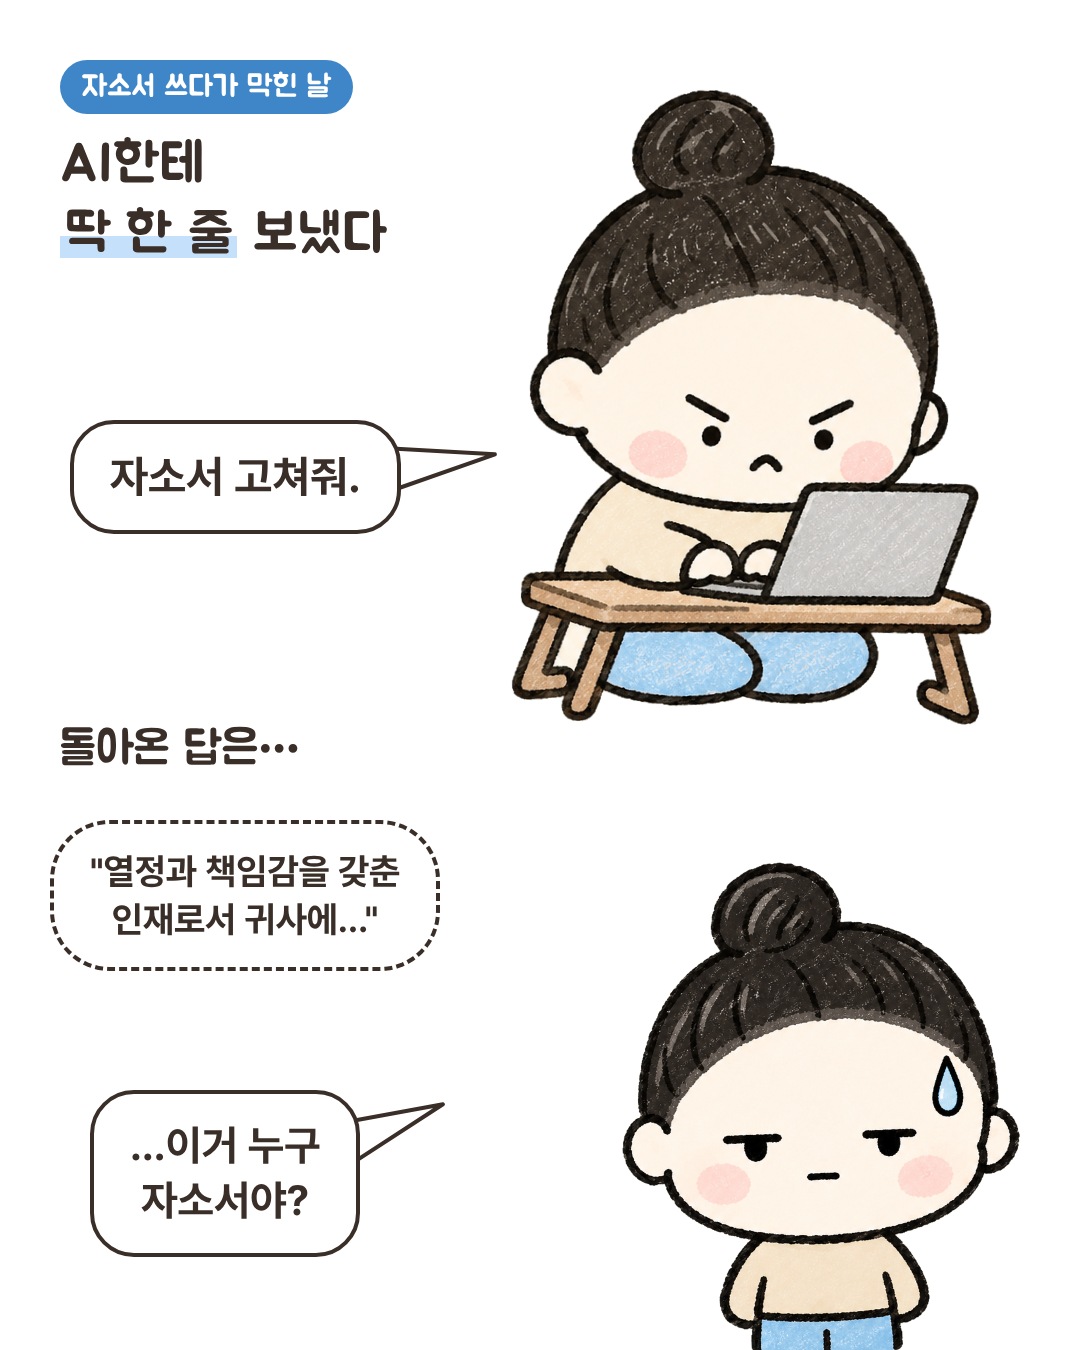 자소서 쓰다가 막힌 날
AI한테
딱 한 줄 보냈다
자소서 고쳐줘.
돌아온 답은…
"열정과 책임감을 갖춘
인재로서 귀사에..."
...이거 누구
자소서야?